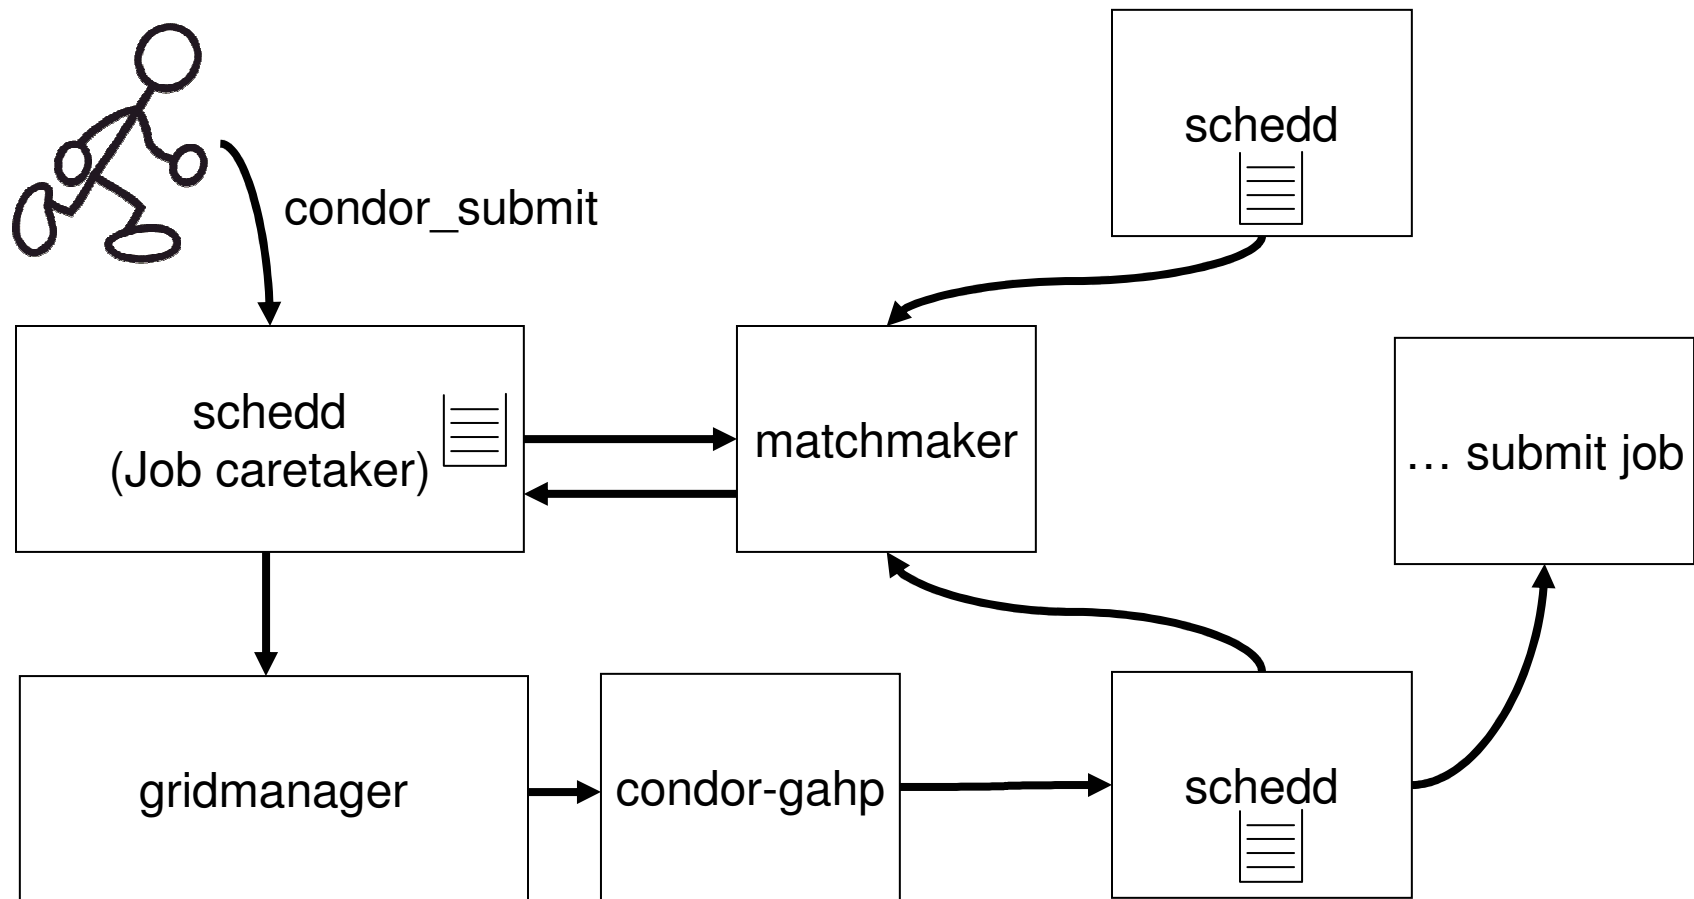 schedd
condor_submit
schedd
(Job caretaker)
matchmaker
… submit job
gridmanager
condor-gahp
schedd